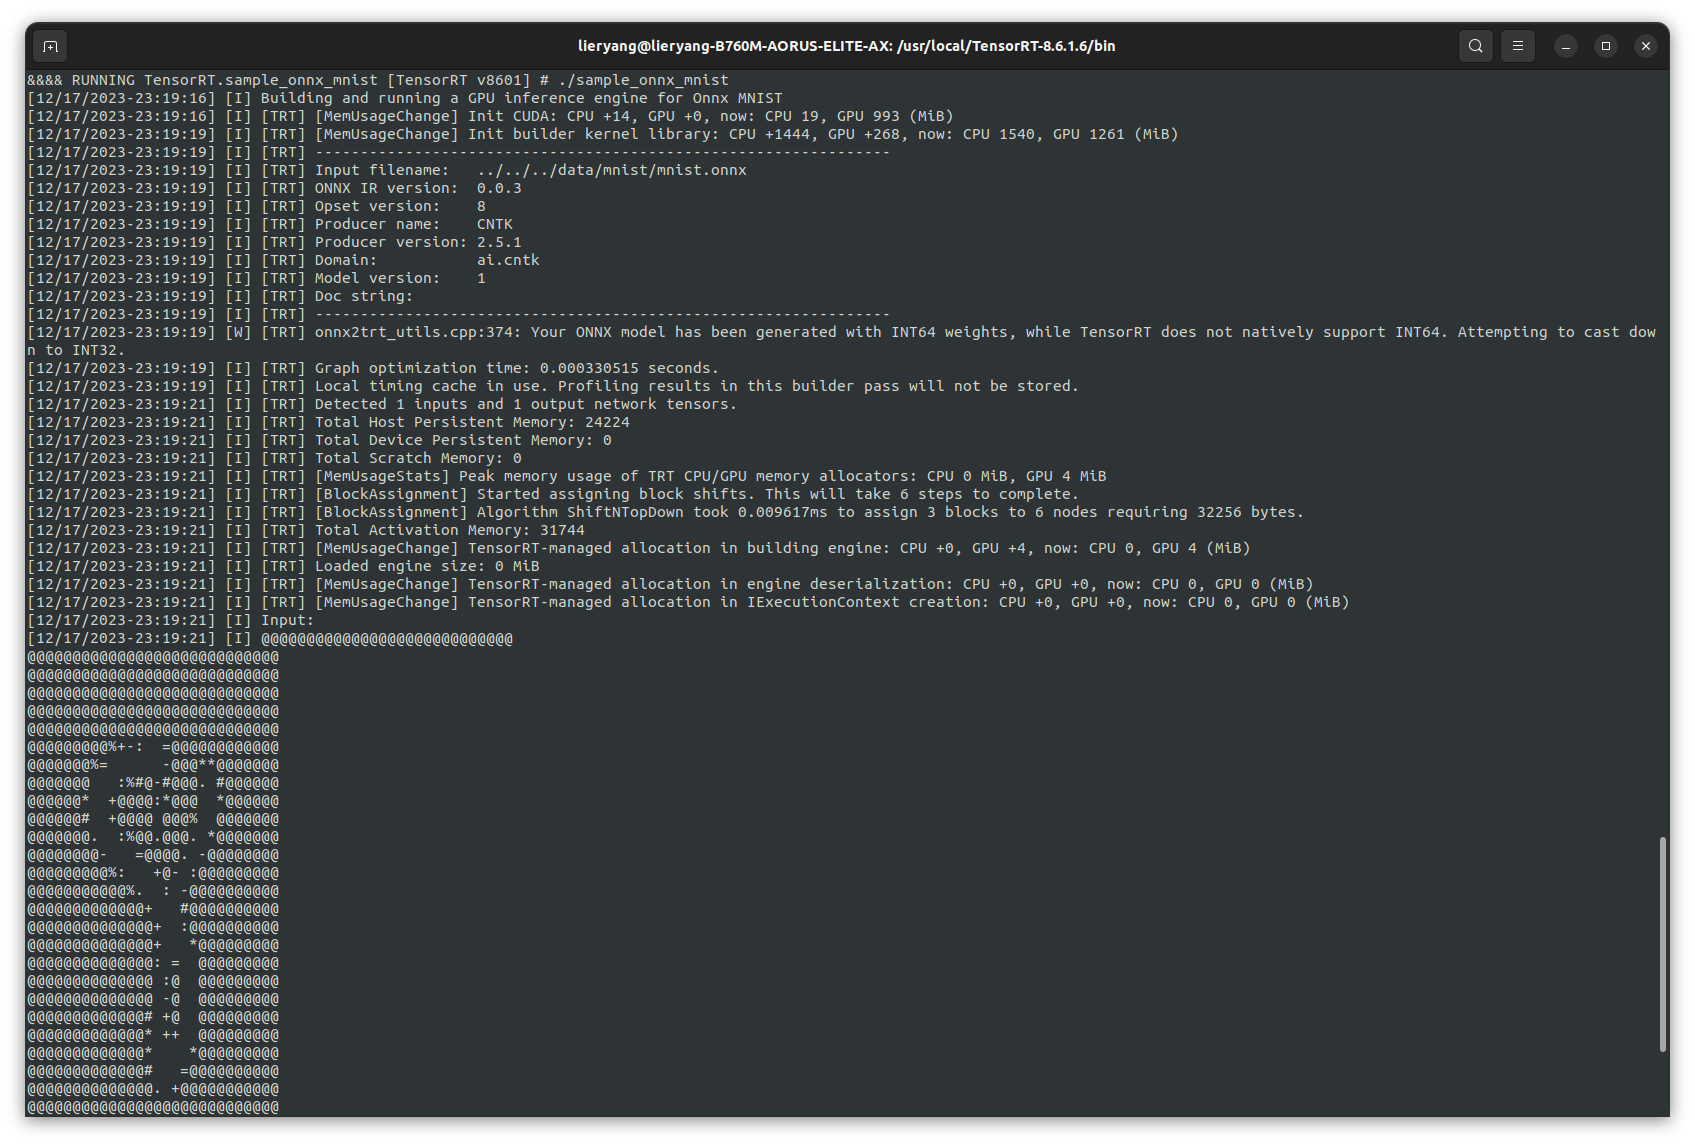 lieryang@lieryang-B760M-AORUS-ELITE-AX: /usr/local/TensorRT-8.6.1.6/bin
&&&& RUNNING TensorRT.sample_onnx_mnist [TensorRT v8601] # ./sample_onnx_mnist
[12/17/2023-23:19:16] [I] Building and running a GPU inference engine for Onnx MNIST
[12/17/2023-23:19:16] [I] [TRT] [MemUsageChange] Init CUDA: CPU +14, GPU +0, now: CPU 19, GPU 993 (MiB)
[12/17/2023-23:19:19] [I] [TRT] [MemUsageChange] Init builder kernel library: CPU +1444, GPU +268, now: CPU 1540, GPU 1261 (MiB)
[12/17/2023-23:19:19] [I] [TRT] ----------------------------------------------------------------
[12/17/2023-23:19:19] [I] [TRT] Input filename:   ../../../data/mnist/mnist.onnx
[12/17/2023-23:19:19] [I] [TRT] ONNX IR version:  0.0.3
[12/17/2023-23:19:19] [I] [TRT] Opset version:    8
[12/17/2023-23:19:19] [I] [TRT] Producer name:    CNTK
[12/17/2023-23:19:19] [I] [TRT] Producer version: 2.5.1
[12/17/2023-23:19:19] [I] [TRT] Domain:           ai.cntk
[12/17/2023-23:19:19] [I] [TRT] Model version:    1
[12/17/2023-23:19:19] [I] [TRT] Doc string:
[12/17/2023-23:19:19] [I] [TRT] ----------------------------------------------------------------
[12/17/2023-23:19:19] [W] [TRT] onnx2trt_utils.cpp:374: Your ONNX model has been generated with INT64 weights, while TensorRT does not natively support INT64. Attempting to cast dow
n to INT32.
[12/17/2023-23:19:19] [I] [TRT] Graph optimization time: 0.000330515 seconds.
[12/17/2023-23:19:19] [I] [TRT] Local timing cache in use. Profiling results in this builder pass will not be stored.
[12/17/2023-23:19:21] [I] [TRT] Detected 1 inputs and 1 output network tensors.
[12/17/2023-23:19:21] [I] [TRT] Total Host Persistent Memory: 24224
[12/17/2023-23:19:21] [I] [TRT] Total Device Persistent Memory: 0
[12/17/2023-23:19:21] [I] [TRT] Total Scratch Memory: 0
[12/17/2023-23:19:21] [I] [TRT] [MemUsageStats] Peak memory usage of TRT CPU/GPU memory allocators: CPU 0 MiB, GPU 4 MiB
[12/17/2023-23:19:21] [I] [TRT] [BlockAssignment] Started assigning block shifts. This will take 6 steps to complete.
[12/17/2023-23:19:21] [I] [TRT] [BlockAssignment] Algorithm ShiftNTopDown took 0.009617ms to assign 3 blocks to 6 nodes requiring 32256 bytes.
[12/17/2023-23:19:21] [I] [TRT] Total Activation Memory: 31744
[12/17/2023-23:19:21] [I] [TRT] [MemUsageChange] TensorRT-managed allocation in building engine: CPU +0, GPU +4, now: CPU 0, GPU 4 (MiB)
[12/17/2023-23:19:21] [I] [TRT] Loaded engine size: 0 MiB
[12/17/2023-23:19:21] [I] [TRT] [MemUsageChange] TensorRT-managed allocation in engine deserialization: CPU +0, GPU +0, now: CPU 0, GPU 0 (MiB)
[12/17/2023-23:19:21] [I] [TRT] [MemUsageChange] TensorRT-managed allocation in IExecutionContext creation: CPU +0, GPU +0, now: CPU 0, GPU 0 (MiB)
[12/17/2023-23:19:21] [I] Input:
[12/17/2023-23:19:21] [I] @@@@@@@@@@@@@@@@@@@@@@@@@@@@
@@@@@@@@@@@@@@@@@@@@@@@@@@@@
@@@@@@@@@@@@@@@@@@@@@@@@@@@@
@@@@@@@@@@@@@@@@@@@@@@@@@@@@
@@@@@@@@@@@@@@@@@@@@@@@@@@@@
@@@@@@@@@@@@@@@@@@@@@@@@@@@@
@@@@@@@@@%+-:  =@@@@@@@@@@@@
@@@@@@@%=      -@@@**@@@@@@@
@@@@@@@   :%#@-#@@@. #@@@@@@
@@@@@@*  +@@@@:*@@@  *@@@@@@
@@@@@@#  +@@@@ @@@%  @@@@@@@
@@@@@@@.  :%@@.@@@. *@@@@@@@
@@@@@@@@-   =@@@@. -@@@@@@@@
@@@@@@@@@%:   +@- :@@@@@@@@@
@@@@@@@@@@@%.  : -@@@@@@@@@@
@@@@@@@@@@@@@+   #@@@@@@@@@@
@@@@@@@@@@@@@@+  :@@@@@@@@@@
@@@@@@@@@@@@@@+   *@@@@@@@@@
@@@@@@@@@@@@@@: =  @@@@@@@@@
@@@@@@@@@@@@@@ :@  @@@@@@@@@
@@@@@@@@@@@@@@ -@  @@@@@@@@@
@@@@@@@@@@@@@# +@  @@@@@@@@@
@@@@@@@@@@@@@* ++  @@@@@@@@@
@@@@@@@@@@@@@*    *@@@@@@@@@
@@@@@@@@@@@@@#   =@@@@@@@@@@
@@@@@@@@@@@@@@. +@@@@@@@@@@@
@@@@@@@@@@@@@@@@@@@@@@@@@@@@